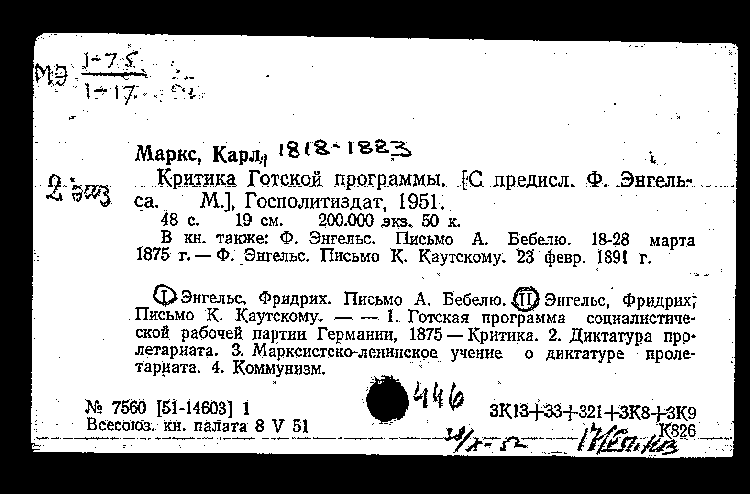 МЭ 1-75
1-17
Маркс, Карл, 1818-1883
2 экз
Критика Готской программы. [С предисл. Ф. Энгель-
са. М.], Госполитиздат, 1951.
48 с. 19 см. 200.000 экз. 50 к.
В кн. также: Ф. Энгельс. Письмо А. Бебелю. 18-28 марта
1875 г. — Ф. Энгельс. Письмо К. Каутскому. 23 февр. 1891 г.
I Энгельс, Фридрих. Письмо А. Бебелю. II Энгельс, Фридрих,
Письмо К. Каутскому. — — 1. Готская программа социалистиче-
ской рабочей партии Германии, 1875 — Критика. 2. Диктатура про-
летариата. 3. Марксистско-ленинское учение о диктатуре проле-
тариата. 4. Коммунизм.
446
№ 7560 [51-14603] 1
3К13+33+321+3К8+3К9
Всесоюз. кн. палата 8 V 51
К826